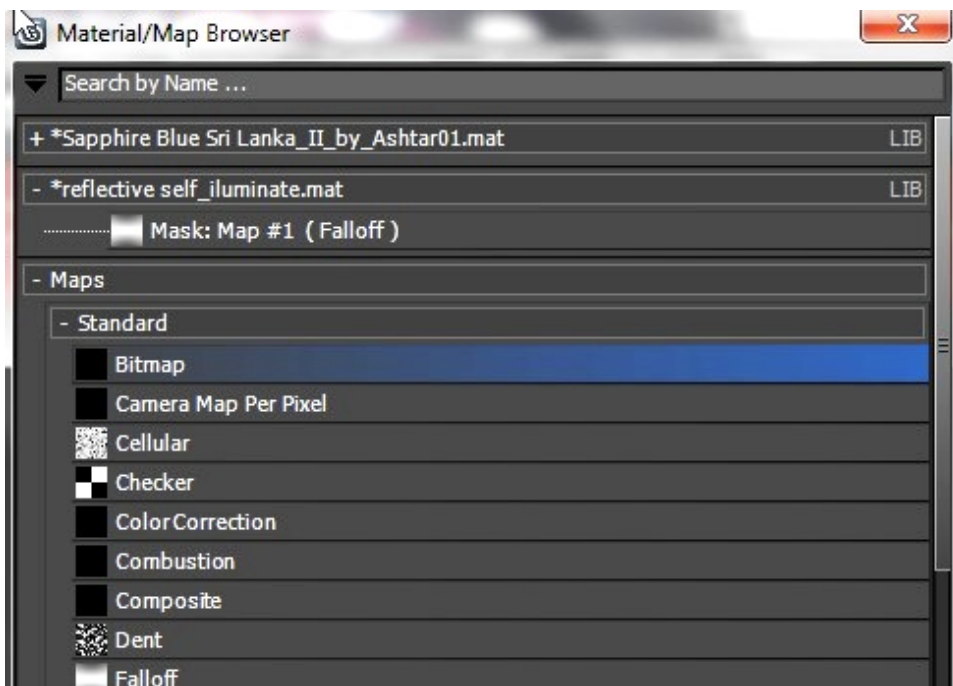 Material/Map Browser
Search by Name ...
+ *Sapphire Blue Sri Lanka_II_by_Ashtar01.mat LIB
- *reflective self_iluminate.mat LIB
Mask: Map #1 ( Falloff )
- Maps
- Standard
Bitmap
Camera Map Per Pixel
Cellular
Checker
ColorCorrection
Combustion
Composite
Dent
Falloff